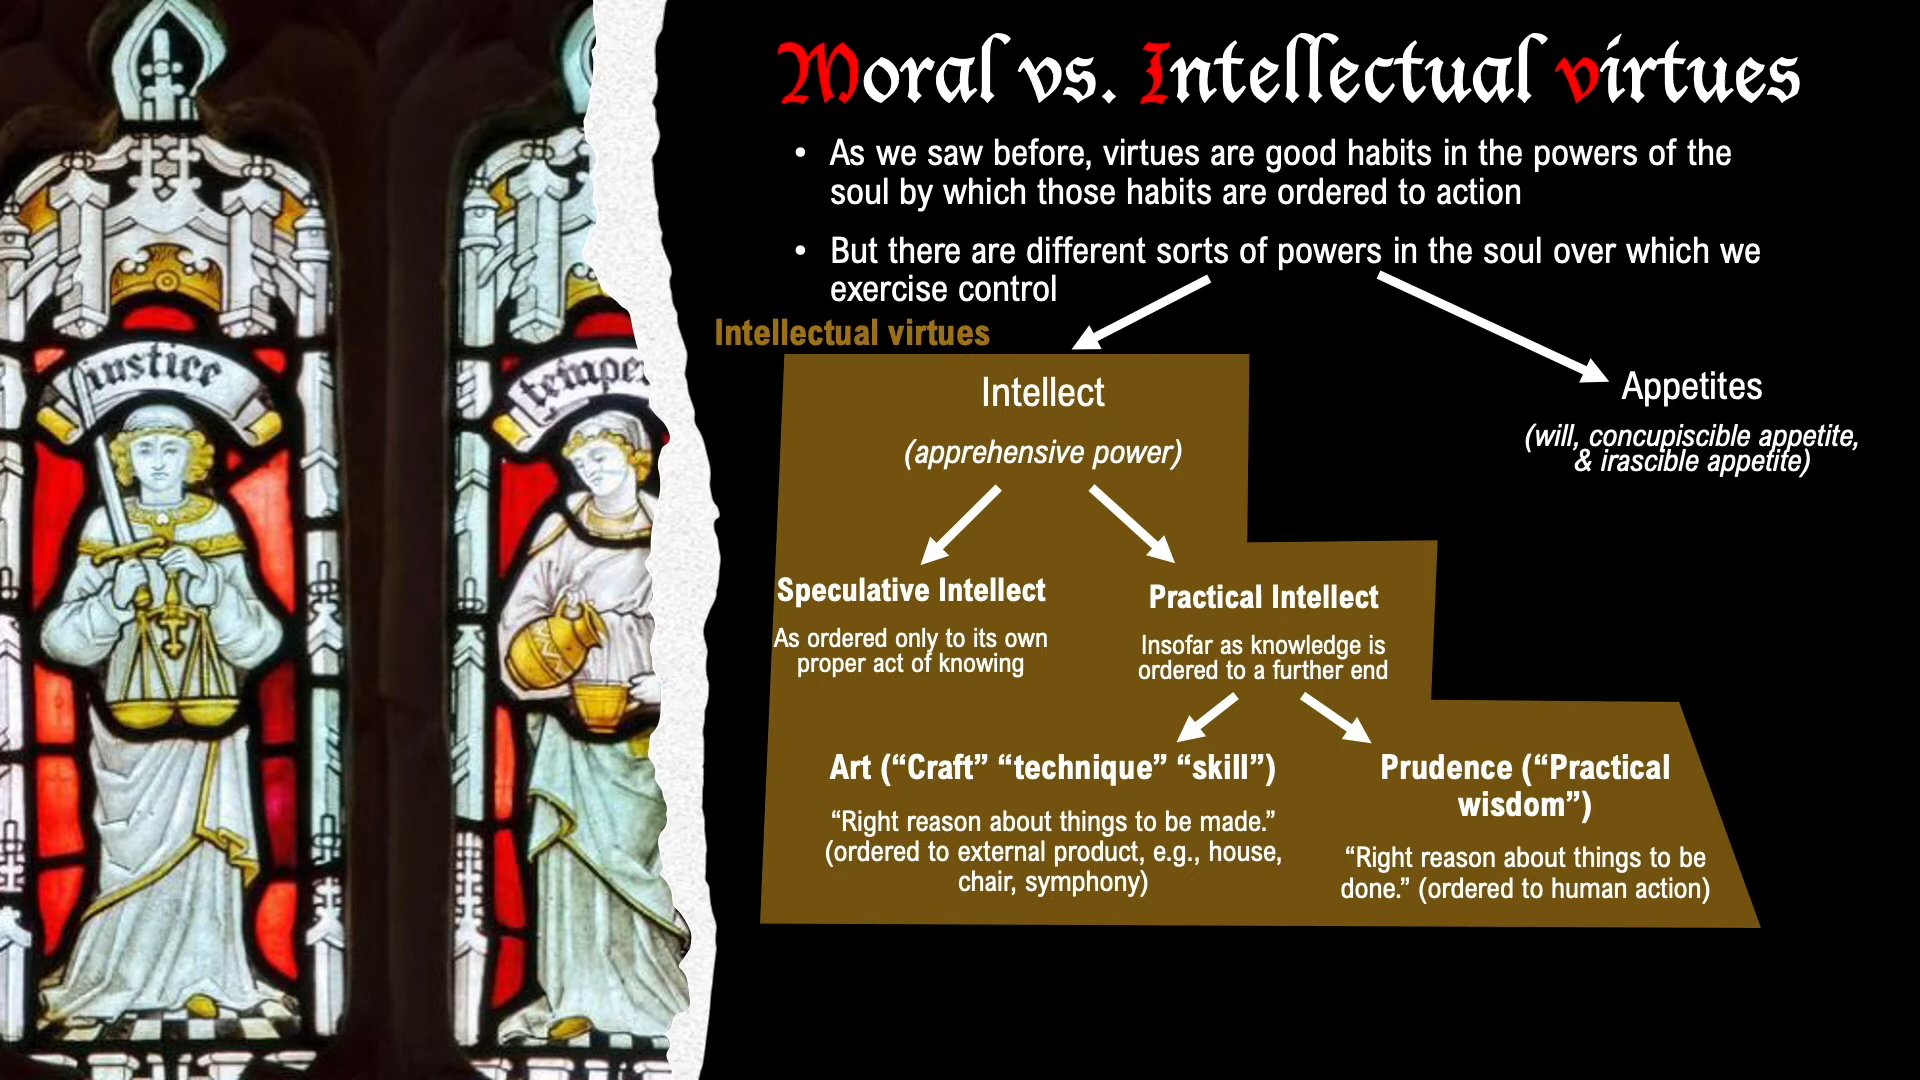 Moral vs. Intellectual virtues
• As we saw before, virtues are good habits in the powers of the
soul by which those habits are ordered to action
• But there are different sorts of powers in the soul over which we
exercise control
Intellectual virtues
Intellect
(apprehensive power)
Appetites
(will, concupiscible appetite,
& irascible appetite)
Speculative Intellect
As ordered only to its own
proper act of knowing
Practical Intellect
Insofar as knowledge is
ordered to a further end
Art (“Craft” “technique” “skill”)
“Right reason about things to be made.”
(ordered to external product, e.g., house,
chair, symphony)
Prudence (“Practical
wisdom”)
“Right reason about things to be
done.” (ordered to human action)
justice
temper